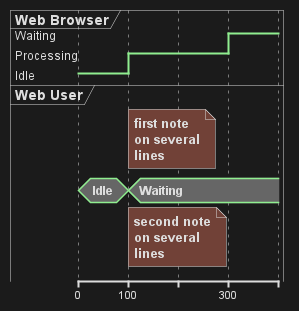 Web Browser
Waiting
Processing
Idle
Web User
first note
on several
lines
Idle Waiting
second note
on several
lines
0 100 300